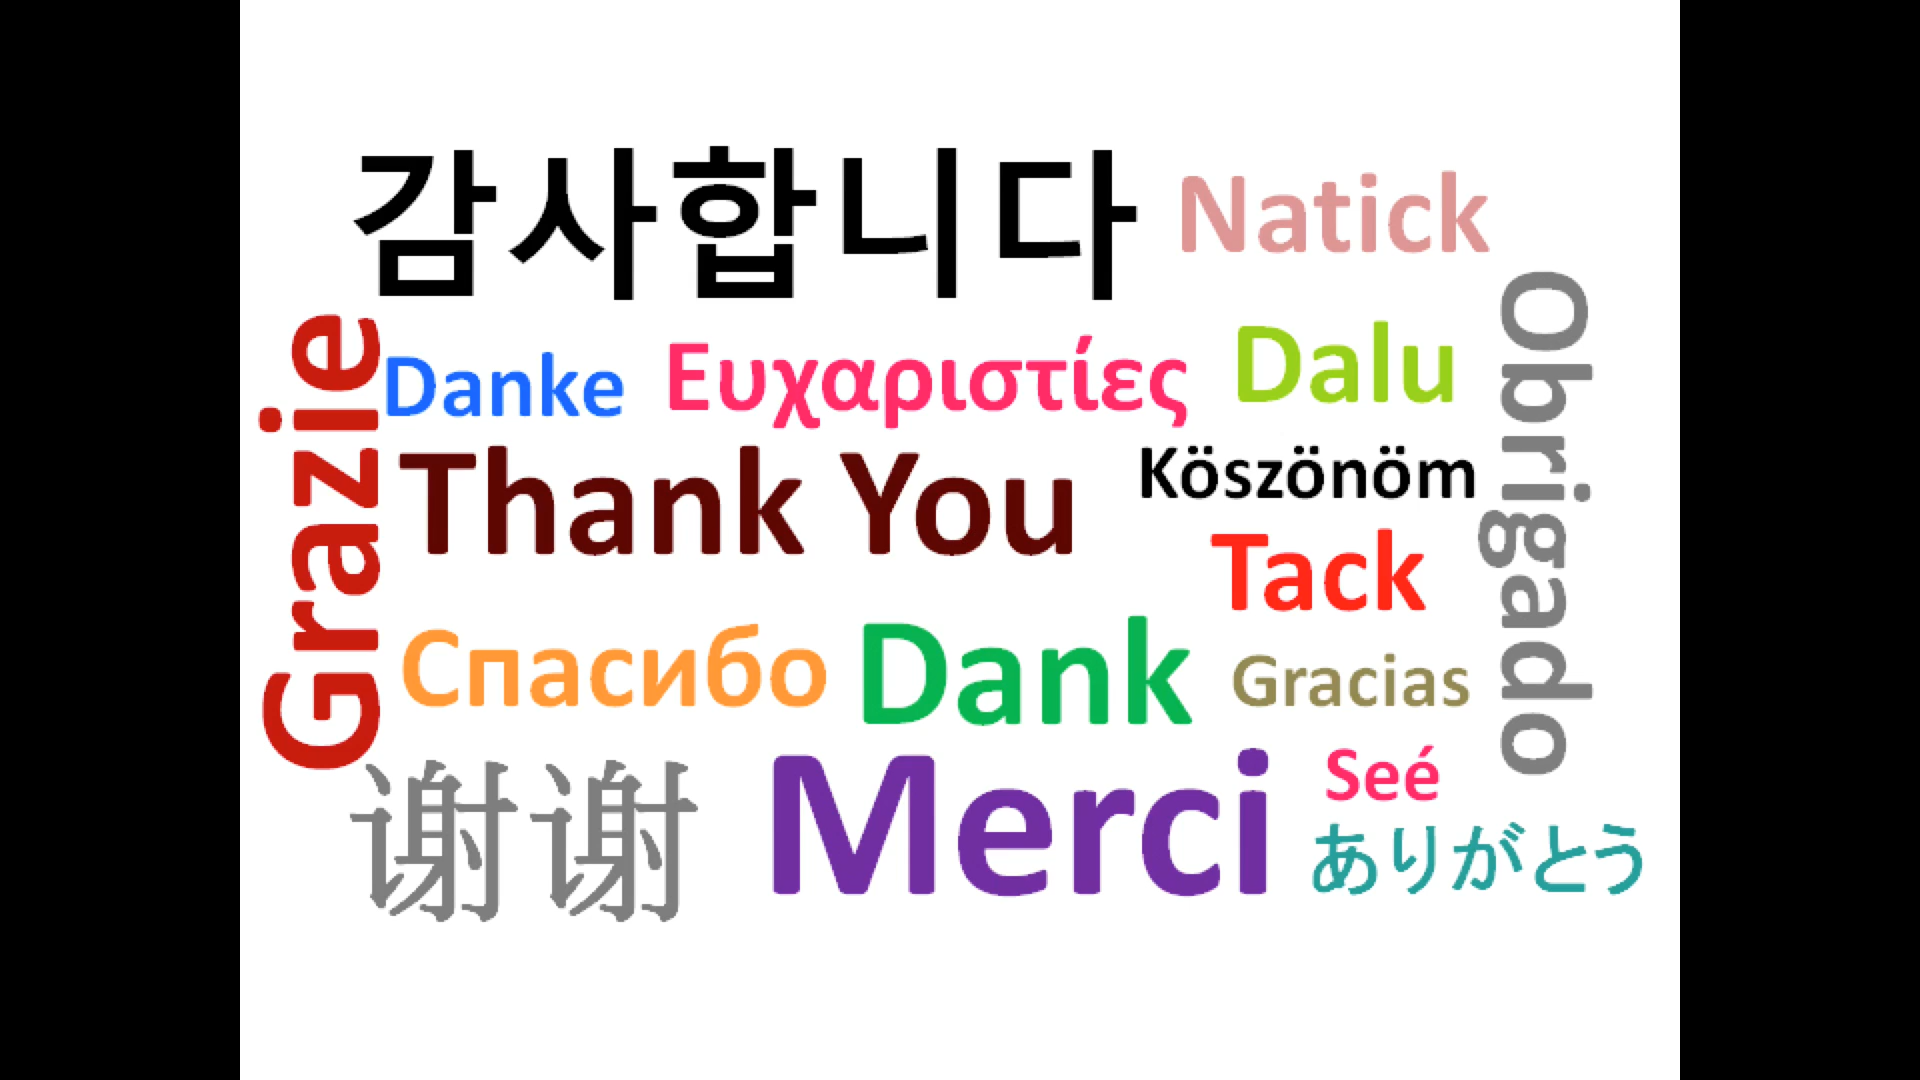 감사합니다 Natick
Obrigado
Grazie
Danke Ευχαριστίες Dalu
Thank You Köszönöm
Tack
Спасибо Dank Gracias
谢谢 Merci Seé
ありがとう